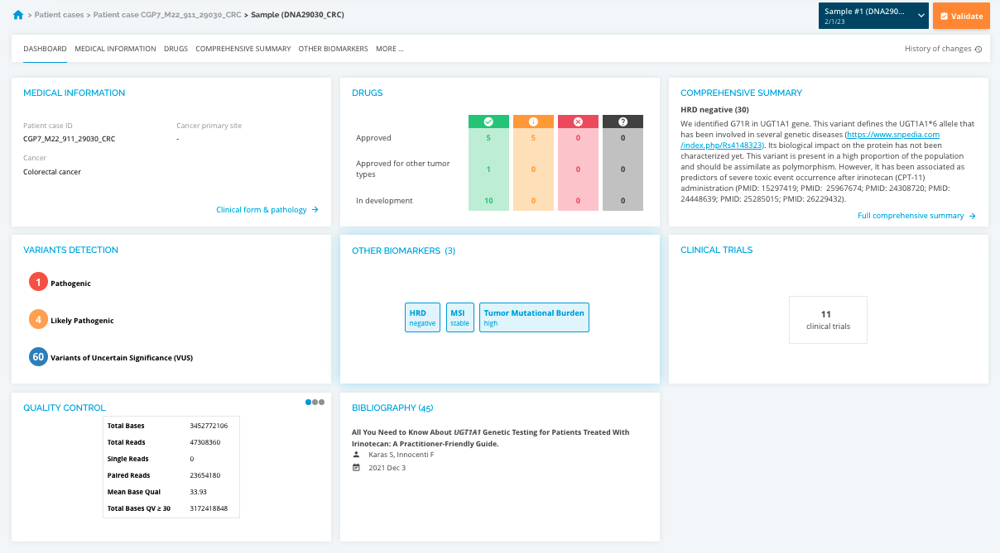 > Patient cases > Patient case CGP7_M22_911_29030_CRC > Sample (DNA29030_CRC)
Sample #1 (DNA290...
2/1/23
Validate
DASHBOARD MEDICAL INFORMATION DRUGS COMPREHENSIVE SUMMARY OTHER BIOMARKERS MORE ...
History of changes
MEDICAL INFORMATION
Patient case ID Cancer primary site
CGP7_M22_911_29030_CRC -
Cancer
Colorectal cancer
Clinical form & pathology →
DRUGS
Approved 5 5 0 0
Approved for other tumor
types 1 0 0 0
In development 10 0 0 0
COMPREHENSIVE SUMMARY
HRD negative (30)
We identified G71R in UGT1A1 gene. This variant defines the UGT1A1*6 allele that
has been involved in several genetic diseases (https://www.snpedia.com
/index.php/Rs4148323). Its biological impact on the protein has not been
characterized yet. This variant is present in a high proportion of the population
and should be assimilate as polymorphism. However, It has been associated as
predictors of severe toxic event occurrence after irinotecan (CPT-11)
administration (PMID: 15297419; PMID: 25967674; PMID: 24308720; PMID:
24448639; PMID: 25285015; PMID: 26229432).
Full comprehensive summary →
VARIANTS DETECTION
1 Pathogenic
4 Likely Pathogenic
60 Variants of Uncertain Significance (VUS)
OTHER BIOMARKERS (3)
HRD
negative
MSI
stable
Tumor Mutational Burden
high
CLINICAL TRIALS
11
clinical trials
QUALITY CONTROL
Total Bases 3452772106
Total Reads 47308360
Single Reads 0
Paired Reads 23654180
Mean Base Qual 33.93
Total Bases QV ≥ 30 3172418848
BIBLIOGRAPHY (45)
All You Need to Know About UGT1A1 Genetic Testing for Patients Treated With
Irinotecan: A Practitioner-Friendly Guide.
Karas S, Innocenti F
2021 Dec 3